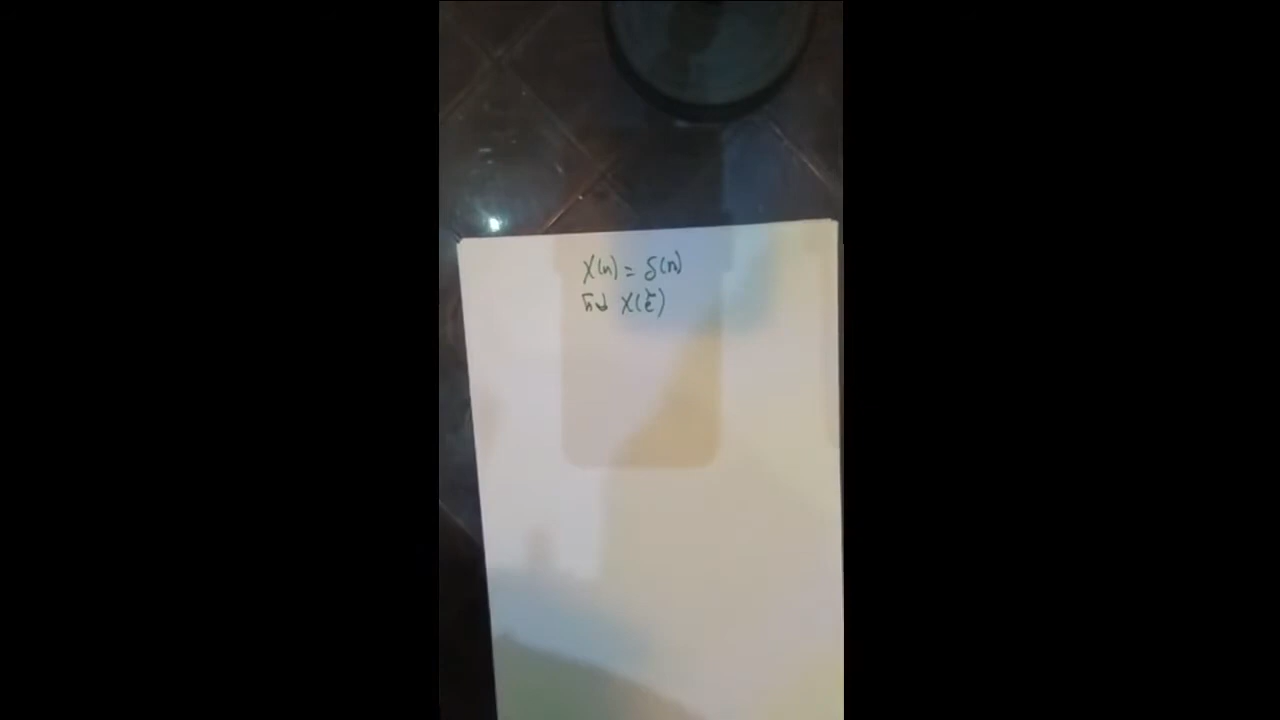 X(n) = δ(n)
find X(z)